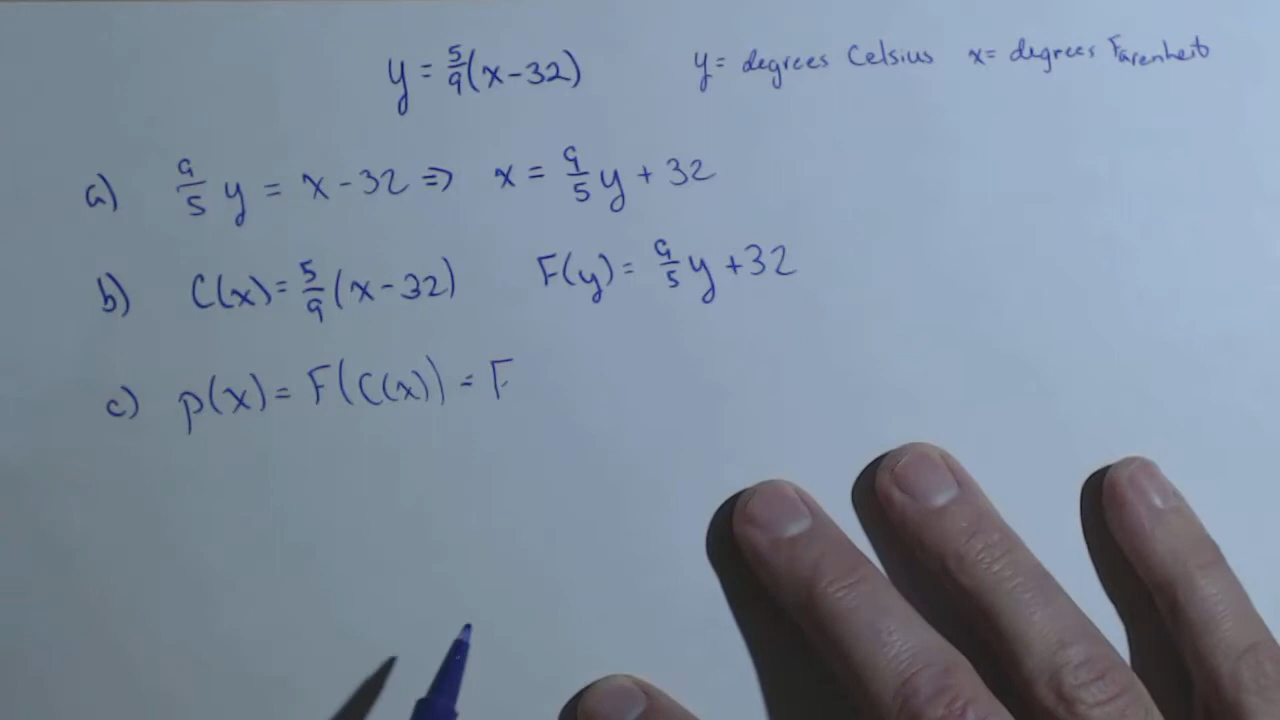 y = 5/9(x-32) y = degrees Celsius x = degrees Farenheit
a) 9/5 y = x - 32 ⇒ x = 9/5 y + 32
b) C(x) = 5/9 (x - 32) F(y) = 9/5 y + 32
c) p(x) = F(C(x)) = F